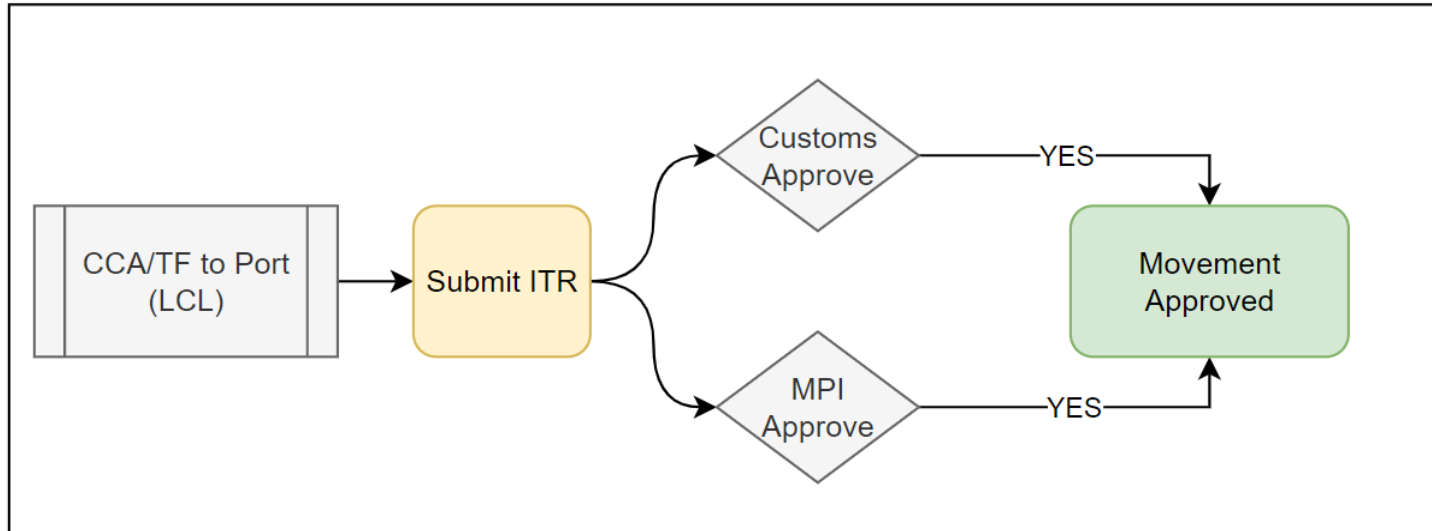 CCA/TF to Port
(LCL)
Submit ITR
Customs
Approve
YES
MPI
Approve
YES
Movement
Approved